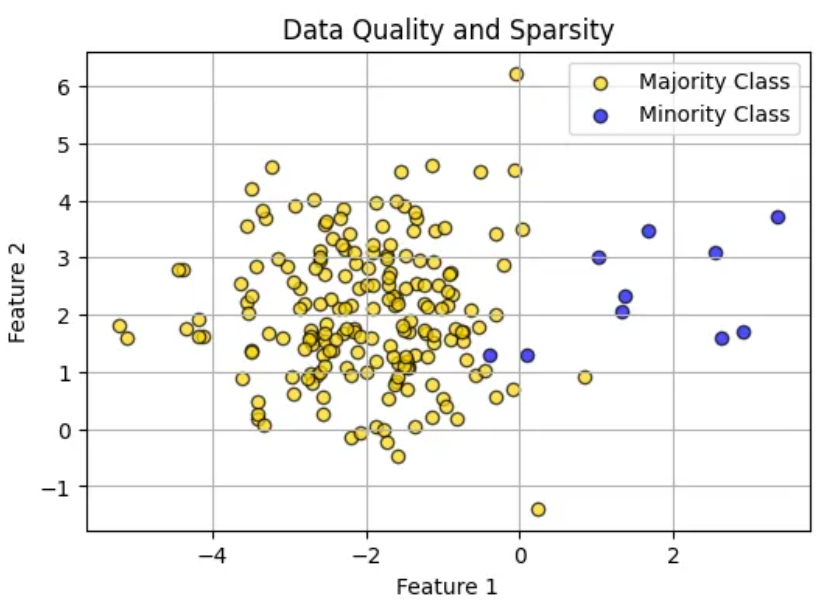 Data Quality and Sparsity
Majority Class
Minority Class
6
5
4
3
2
1
0
−1
Feature 2
−4
−2
0
2
Feature 1